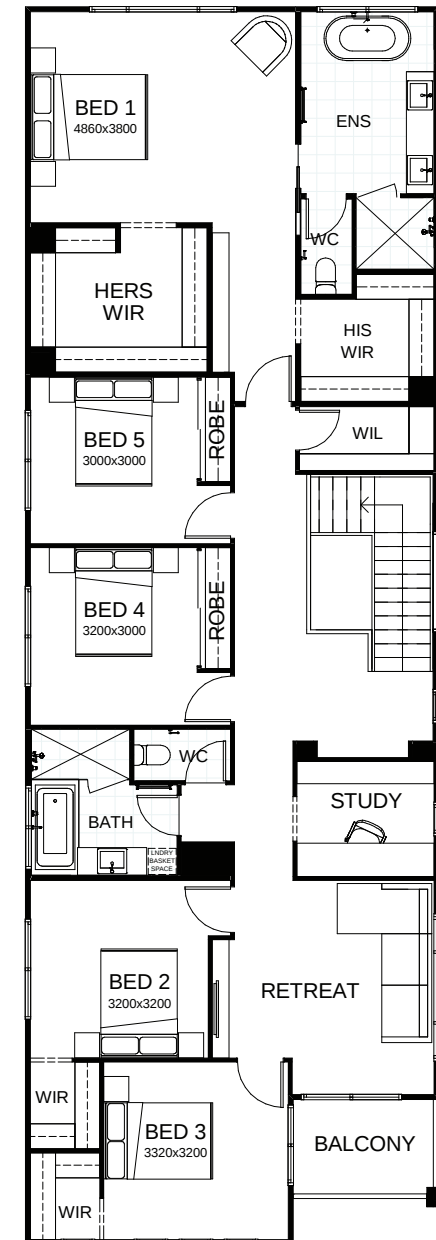 BED 1
4860x3800
ENS
WC
HERS
WIR
HIS
WIR
BED 5
3000x3000
ROBE
WIL
BED 4
3200x3000
ROBE
WC
BATH
LNDRY
BASKET
SPACE
STUDY
BED 2
3200x3200
RETREAT
WIR
BED 3
3320x3200
BALCONY
WIR